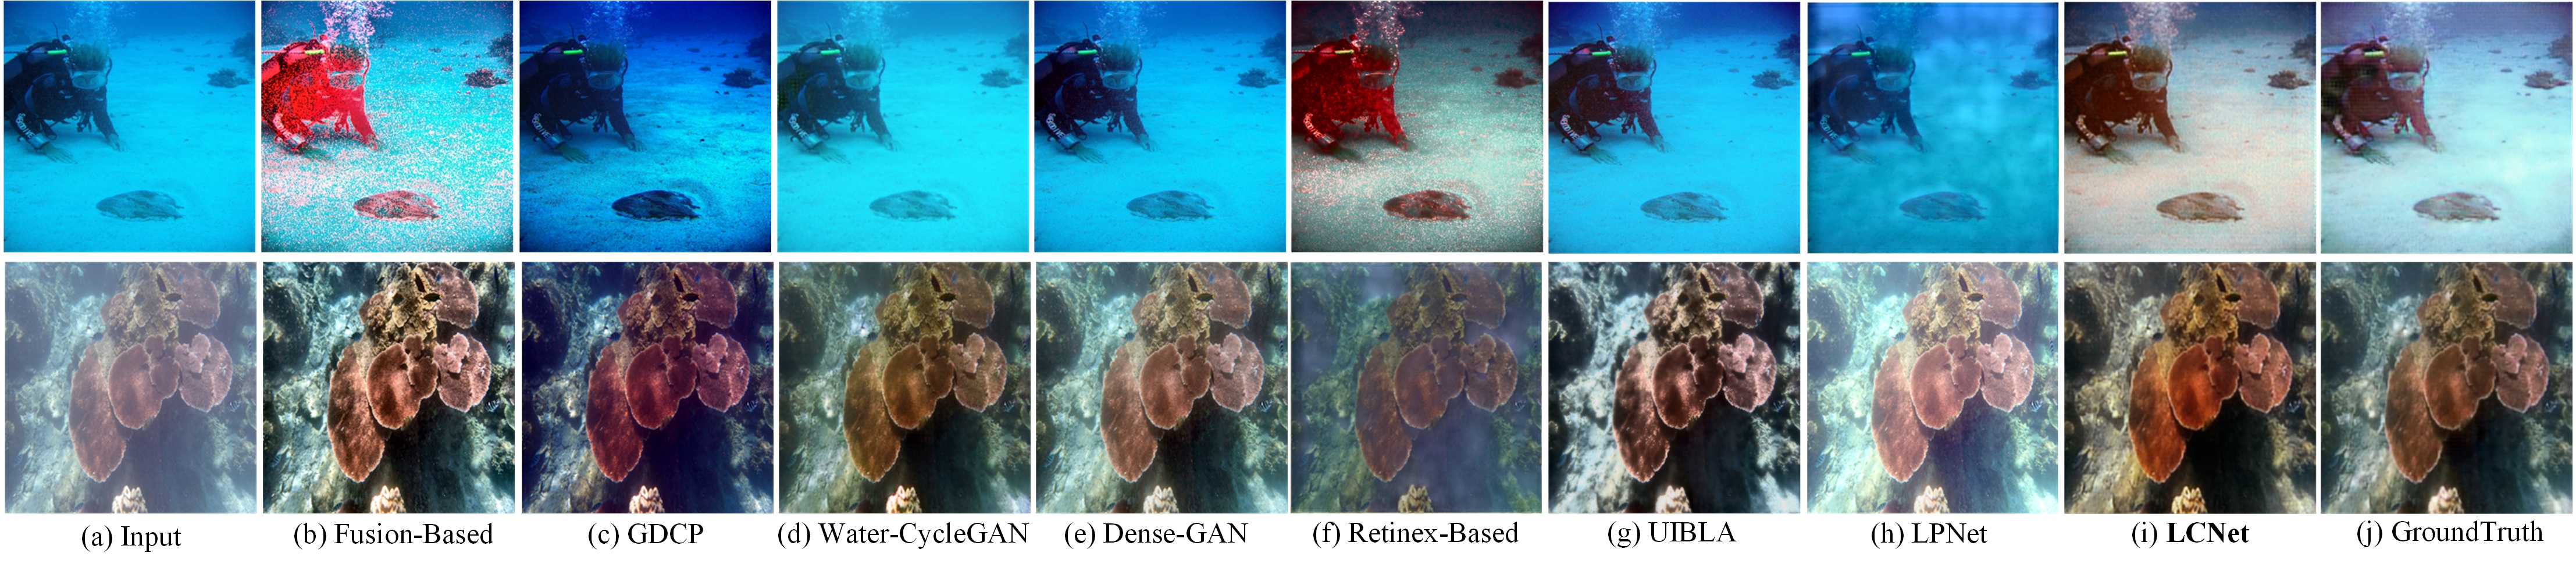 (a) Input (b) Fusion-Based (c) GDCP (d) Water-CycleGAN (e) Dense-GAN (f) Retinex-Based (g) UIBLA (h) LPNet (i) LCNet (j) GroundTruth